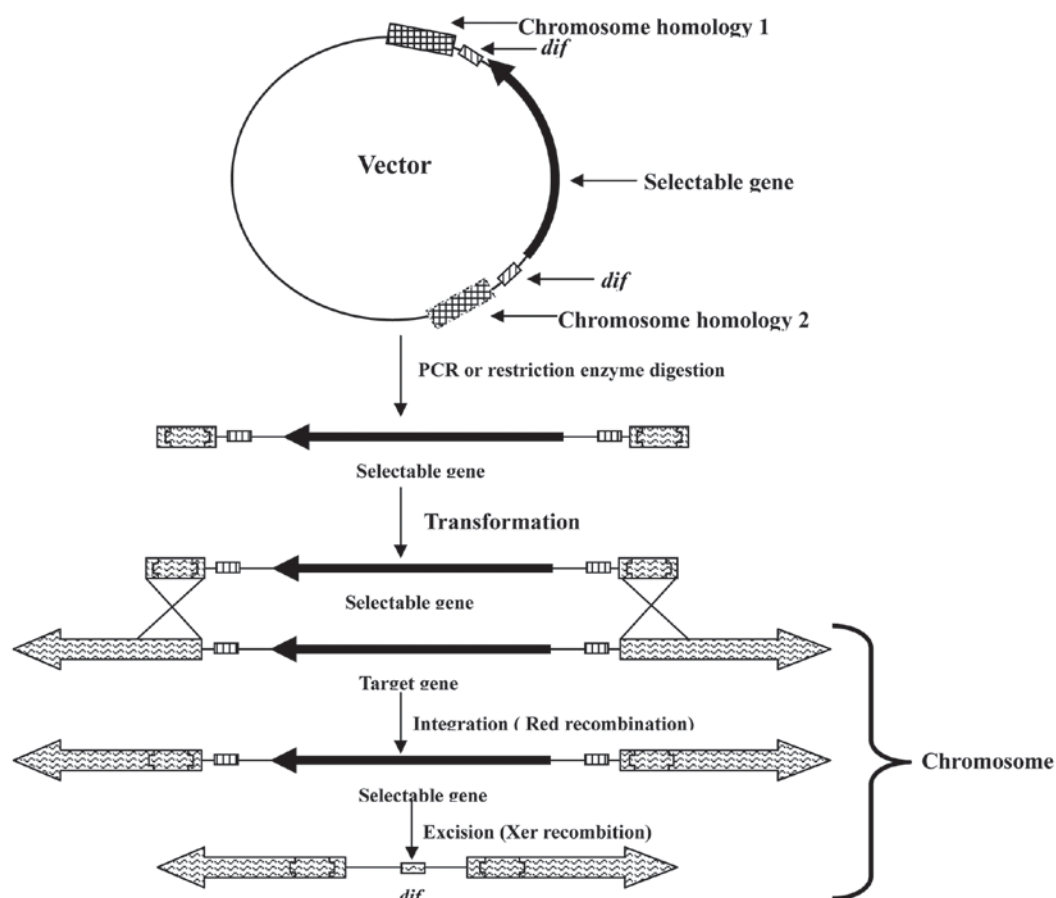 Chromosome homology 1
dif
Vector
Selectable gene
dif
Chromosome homology 2
PCR or restriction enzyme digestion
Selectable gene
Transformation
Selectable gene
Target gene
Integration ( Red recombination)
Chromosome
Selectable gene
Excision (Xer recombition)
dif